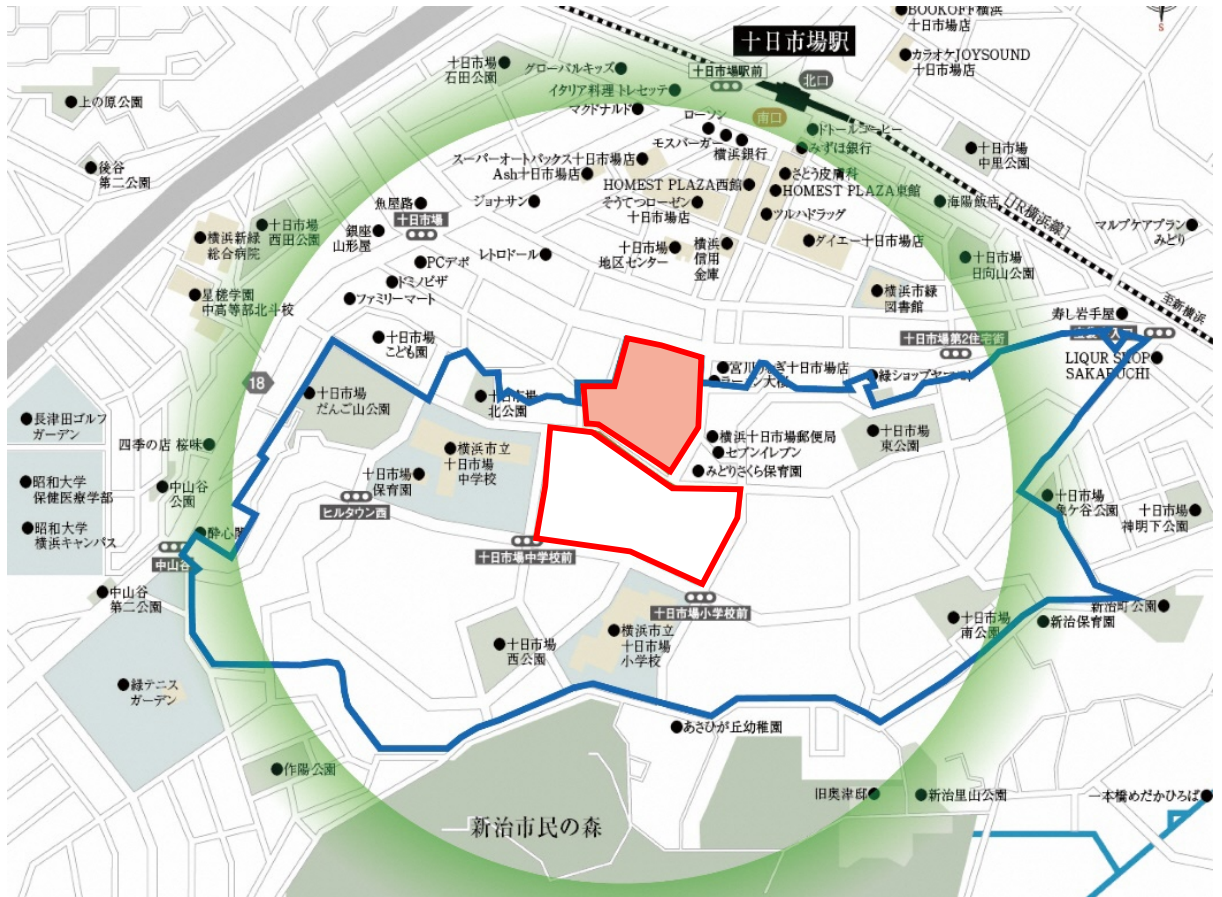 BOOKOFF横浜
十日市場店
S
十日市場駅
カラオケJOYSOUND
十日市場店
十日市場
石田公園
グローバルキッズ
十日市場駅前
北口
イタリア料理トレセッテ
上の原公園
マクドナルド
ローソン
南口
ドトールコーヒー
モスバーガー
横浜銀行
みずほ銀行
十日市場
中里公園
後谷
第二公園
スーパーオートバックス十日市場店
Ash十日市場店
さとう皮膚科
HOMEST PLAZA西館
HOMEST PLAZA東館
魚屋路
ジョナサン
そうてつローゼン
十日市場店
海陽飯店
[JR横浜線]
十日市場
ツルハドラッグ
マルブケアプラン
みどり
十日市場
西田公園
横浜新緑
総合病院
銀座
山形屋
十日市場
地区センター
横浜
信用
金庫
ダイエー十日市場店
レトロドール
PCデポ
十日市場
日向山公園
ドミノピザ
ファミリーマート
星槎学園
中高等部北斗校
横浜市緑
図書館
至新横浜
寿し岩手屋
十日市場
こども園
十日市場第2住宅街
LIQUR SHOP
SAKABUCHI
18
十日市場
だんご山公園
十日市場
北公園
長津田ゴルフ
ガーデン
四季の店 桜味
横浜市立
十日市場
中学校
横浜十日市場郵便局
十日市場
東公園
セブンイレブン
みどりさくら保育園
十日市場
保育園
昭和大学
保健医療学部
中山谷
公園
ヒルタウン西
十日市場
亀ケ谷公園
十日市場
神明下公園
昭和大学
横浜キャンパス
中山谷
十日市場中学校前
中山谷
第二公園
十日市場小学校前
新治町公園
横浜市立
十日市場
小学校
十日市場
西公園
十日市場
南公園
新治保育園
緑テニス
ガーデン
あさひが丘幼稚園
作陽公園
旧奥津邸
新治里山公園
一本橋めだかひろば
新治市民の森